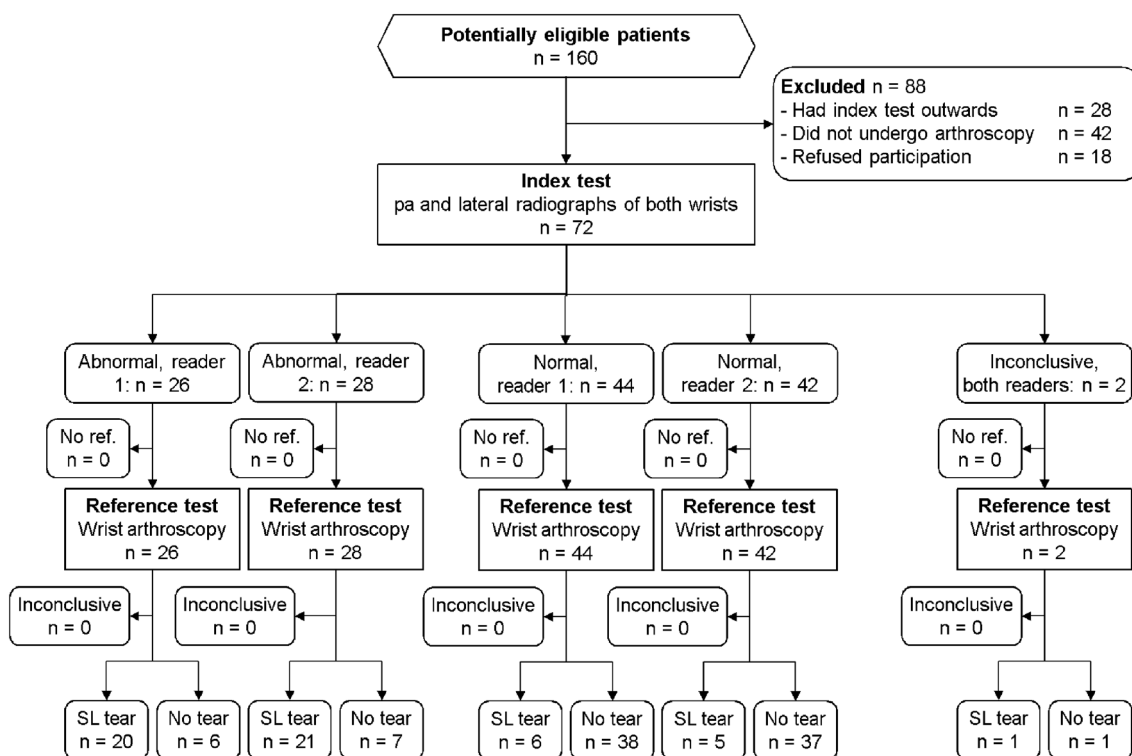 Potentially eligible patients
n = 160
Excluded n = 88
- Had index test outwards n = 28
- Did not undergo arthroscopy n = 42
- Refused participation n = 18
Index test
pa and lateral radiographs of both wrists
n = 72
Abnormal, reader
1: n = 26
Abnormal, reader
2: n = 28
Normal,
reader 1: n = 44
Normal,
reader 2: n = 42
Inconclusive,
both readers: n = 2
No ref.
n = 0
No ref.
n = 0
No ref.
n = 0
No ref.
n = 0
No ref.
n = 0
Reference test
Wrist arthroscopy
n = 26
Reference test
Wrist arthroscopy
n = 28
Reference test
Wrist arthroscopy
n = 44
Reference test
Wrist arthroscopy
n = 42
Reference test
Wrist arthroscopy
n = 2
Inconclusive
n = 0
Inconclusive
n = 0
Inconclusive
n = 0
Inconclusive
n = 0
Inconclusive
n = 0
SL tear
n = 20
No tear
n = 6
SL tear
n = 21
No tear
n = 7
SL tear
n = 6
No tear
n = 38
SL tear
n = 5
No tear
n = 37
SL tear
n = 1
No tear
n = 1